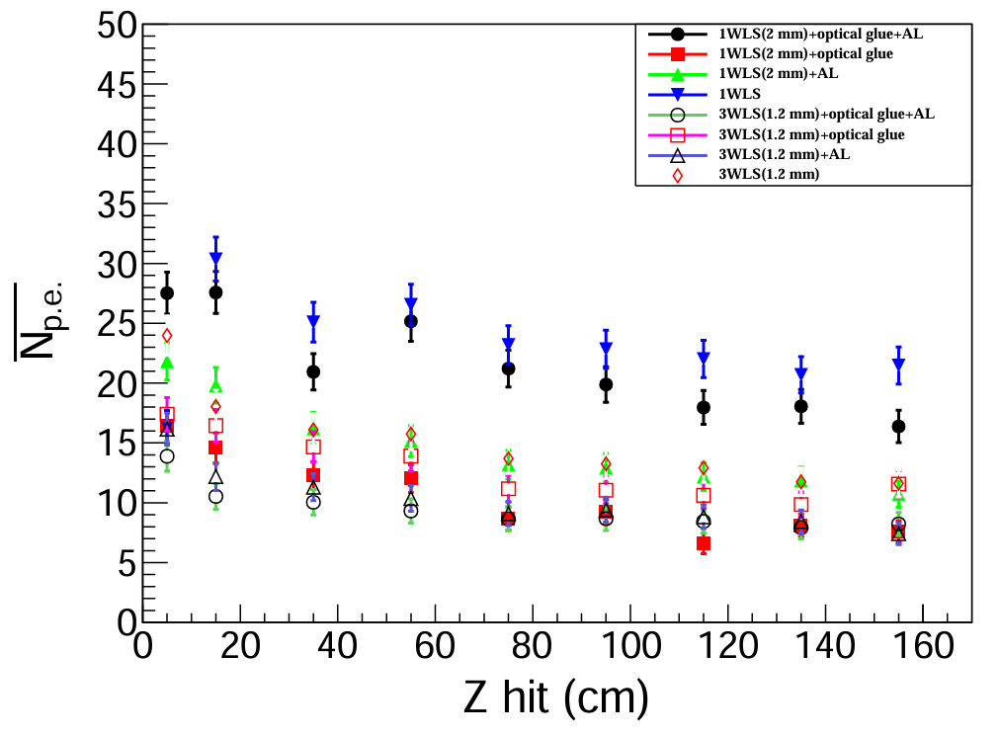 50
45
40
35
30
25
20
15
10
5
0
N p.e.
1WLS(2 mm)+optical glue+AL
1WLS(2 mm)+optical glue
1WLS(2 mm)+AL
1WLS
3WLS(1.2 mm)+optical glue+AL
3WLS(1.2 mm)+optical glue
3WLS(1.2 mm)+AL
3WLS(1.2 mm)
0 20 40 60 80 100 120 140 160
Z hit (cm)